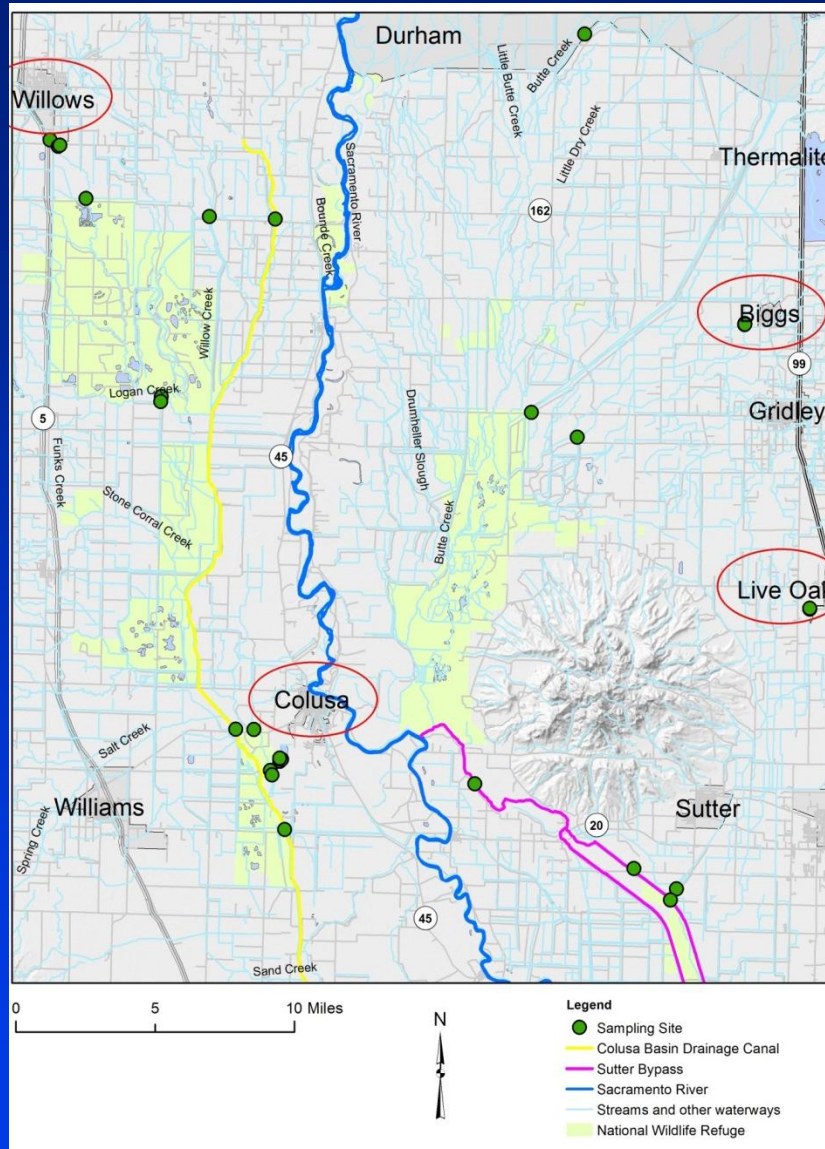 Durham
Willows
Little Butte Creek
Butte Creek
Little Dry Creek
Thermalite
Sacramento River
Bounde Creek
162
Willow Creek
Biggs
99
Logan Creek
Gridley
5
Drumheller Slough
45
Funks Creek
Stone Corral Creek
Butte Creek
Live Oal
Colusa
Salt Creek
Williams
Sutter
20
Spring Creek
45
Sand Creek
0 5 10 Miles
N
Legend
Sampling Site
Colusa Basin Drainage Canal
Sutter Bypass
Sacramento River
Streams and other waterways
National Wildlife Refuge